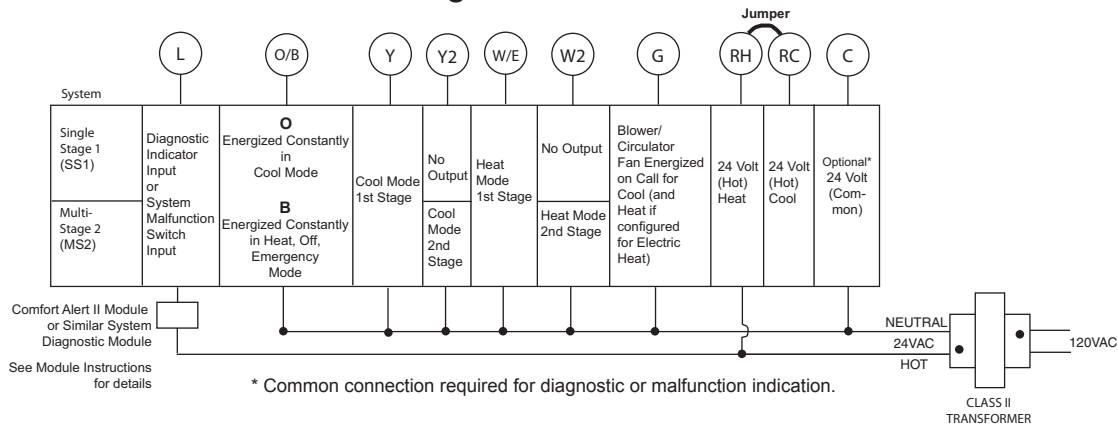 Jumper
L
O/B
Y
Y2
W/E
W2
G
RH
RC
C
System
Single
Stage 1
(SS1)
Multi-
Stage 2
(MS2)
Diagnostic
Indicator
Input
or
System
Malfunction
Switch
Input
O
Energized Constantly
in
Cool Mode
B
Energized Constantly
in Heat, Off,
Emergency
Mode
Cool Mode
1st Stage
No
Output
Cool
Mode
2nd
Stage
Heat
Mode
1st Stage
No Output
Heat Mode
2nd Stage
Blower/
Circulator
Fan Energized
on Call for
Cool (and
Heat if
configured
for Electric
Heat)
24 Volt
(Hot)
Heat
24 Volt
(Hot)
Cool
Optional*
24 Volt
(Com-
mon)
Comfort Alert II Module
or Similar System
Diagnostic Module
See Module Instructions
for details
NEUTRAL
24VAC
HOT
120VAC
CLASS II
TRANSFORMER
* Common connection required for diagnostic or malfunction indication.